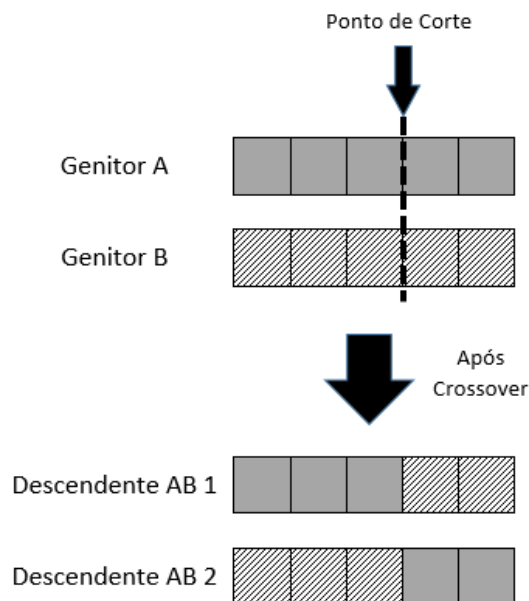 Ponto de Corte
Genitor A
Genitor B
Após
Crossover
Descendente AB 1
Descendente AB 2